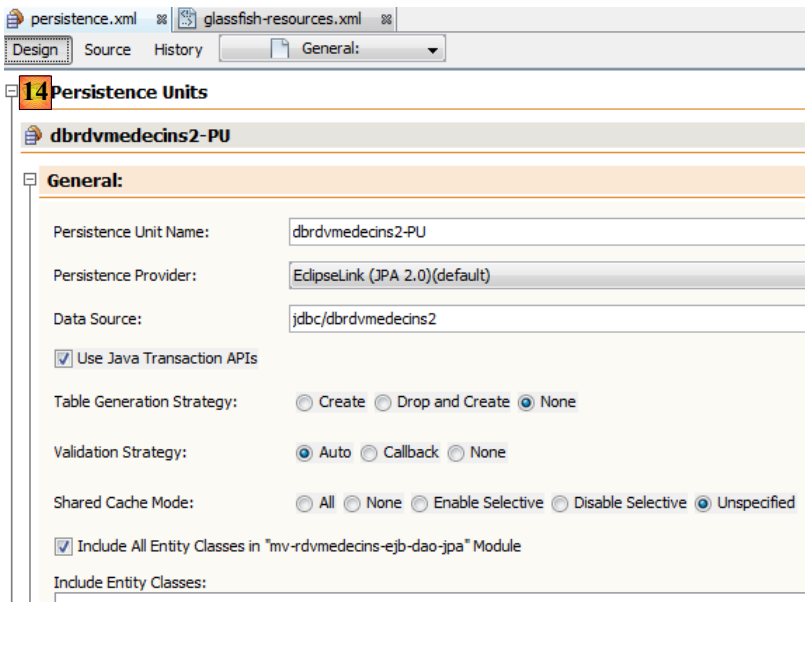 persistence.xml glassfish-resources.xml
Design Source History General:
14 Persistence Units
dbrdvmedecins2-PU
General:
Persistence Unit Name: dbrdvmedecins2-PU
Persistence Provider: EclipseLink (JPA 2.0)(default)
Data Source: jdbc/dbrdvmedecins2
Use Java Transaction APIs
Table Generation Strategy: Create Drop and Create None
Validation Strategy: Auto Callback None
Shared Cache Mode: All None Enable Selective Disable Selective Unspecified
Include All Entity Classes in "mv-rdvmedecins-ejb-dao-jpa" Module
Include Entity Classes: